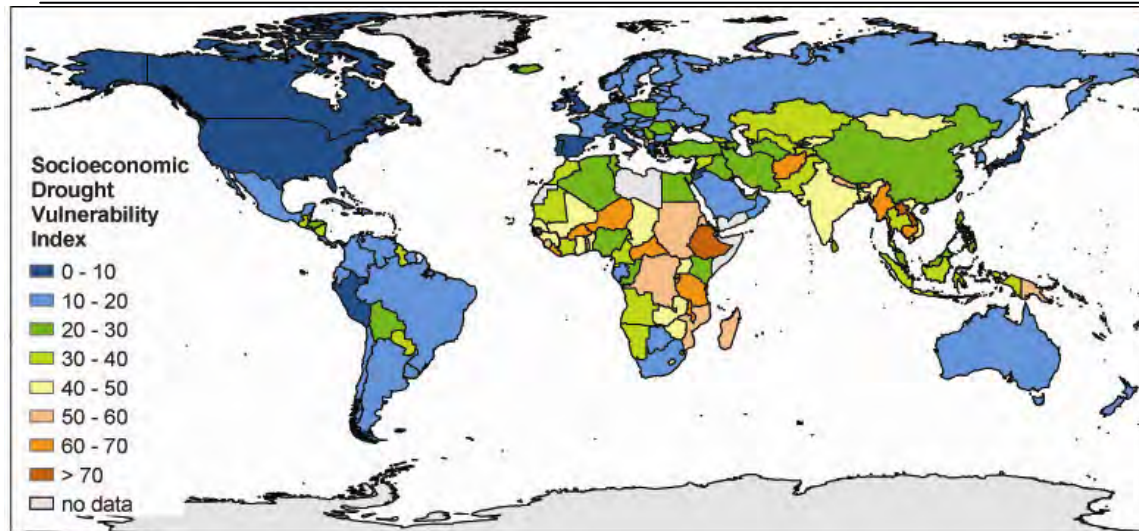 Socioeconomic
Drought
Vulnerability
Index
0 - 10
10 - 20
20 - 30
30 - 40
40 - 50
50 - 60
60 - 70
> 70
no data